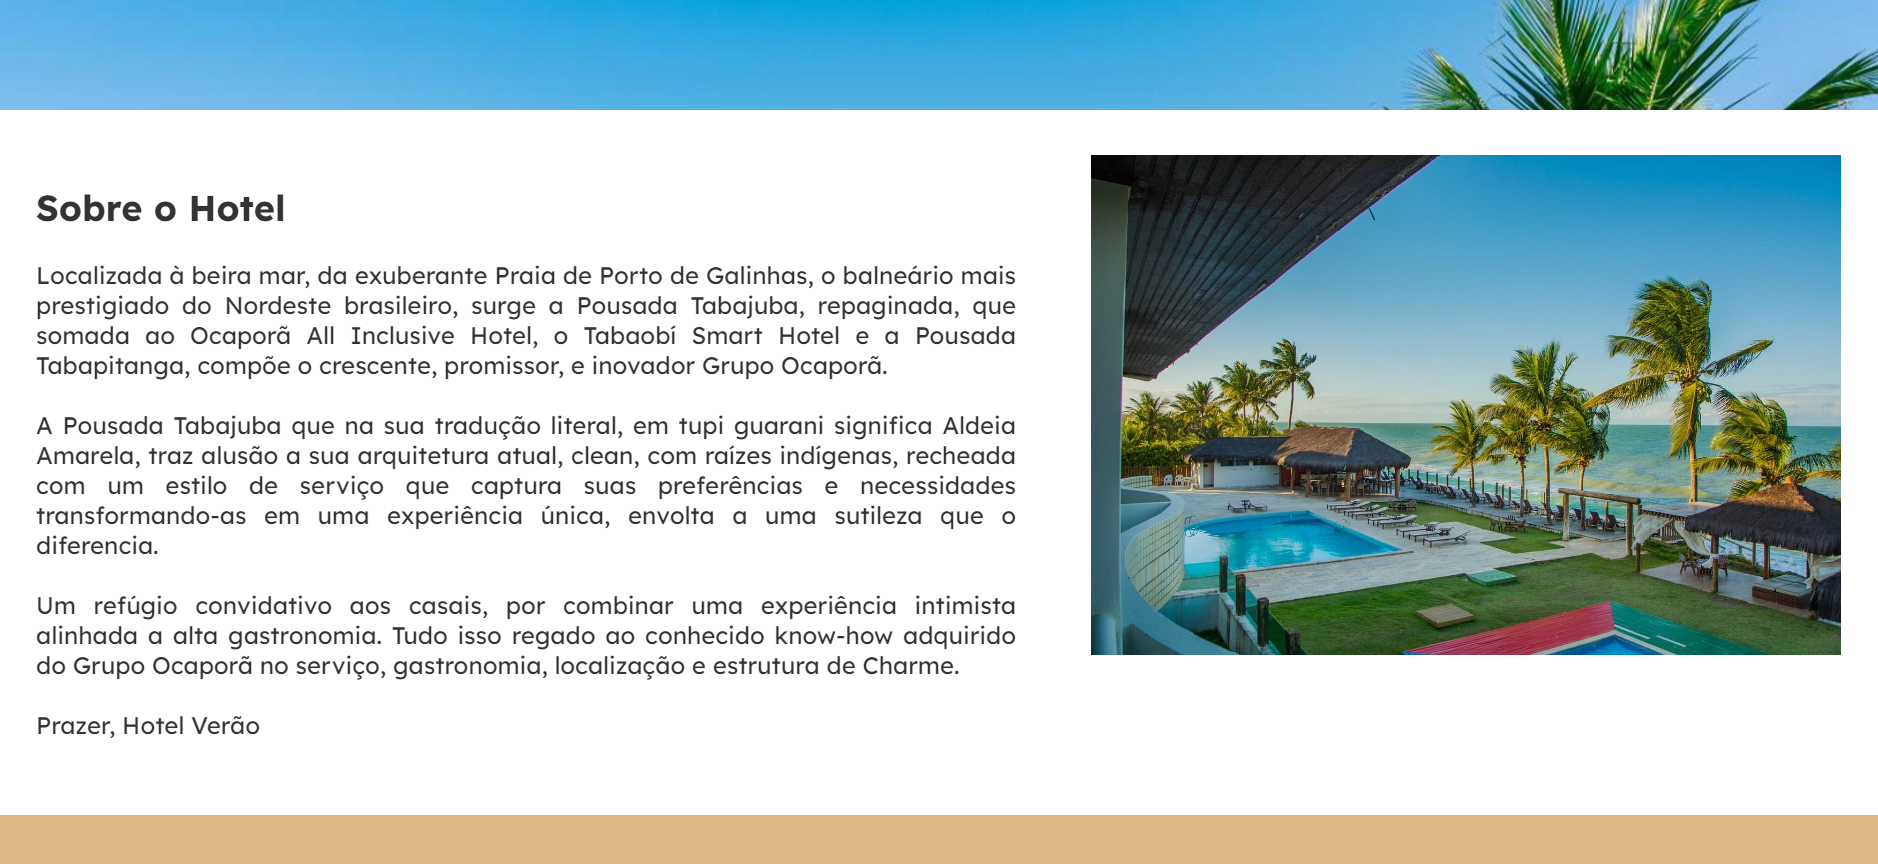 Sobre o Hotel
Localizada à beira mar, da exuberante Praia de Porto de Galinhas, o balneário mais
prestigiado do Nordeste brasileiro, surge a Pousada Tabajuba, repaginada, que
somada ao Ocaporã All Inclusive Hotel, o Tabaobí Smart Hotel e a Pousada
Tabapitanga, compõe o crescente, promissor, e inovador Grupo Ocaporã.
A Pousada Tabajuba que na sua tradução literal, em tupi guarani significa Aldeia
Amarela, traz alusão a sua arquitetura atual, clean, com raízes indígenas, recheada
com um estilo de serviço que captura suas preferências e necessidades
transformando-as em uma experiência única, envolta a uma sutileza que o
diferencia.
Um refúgio convidativo aos casais, por combinar uma experiência intimista
alinhada a alta gastronomia. Tudo isso regado ao conhecido know-how adquirido
do Grupo Ocaporã no serviço, gastronomia, localização e estrutura de Charme.
Prazer, Hotel Verão